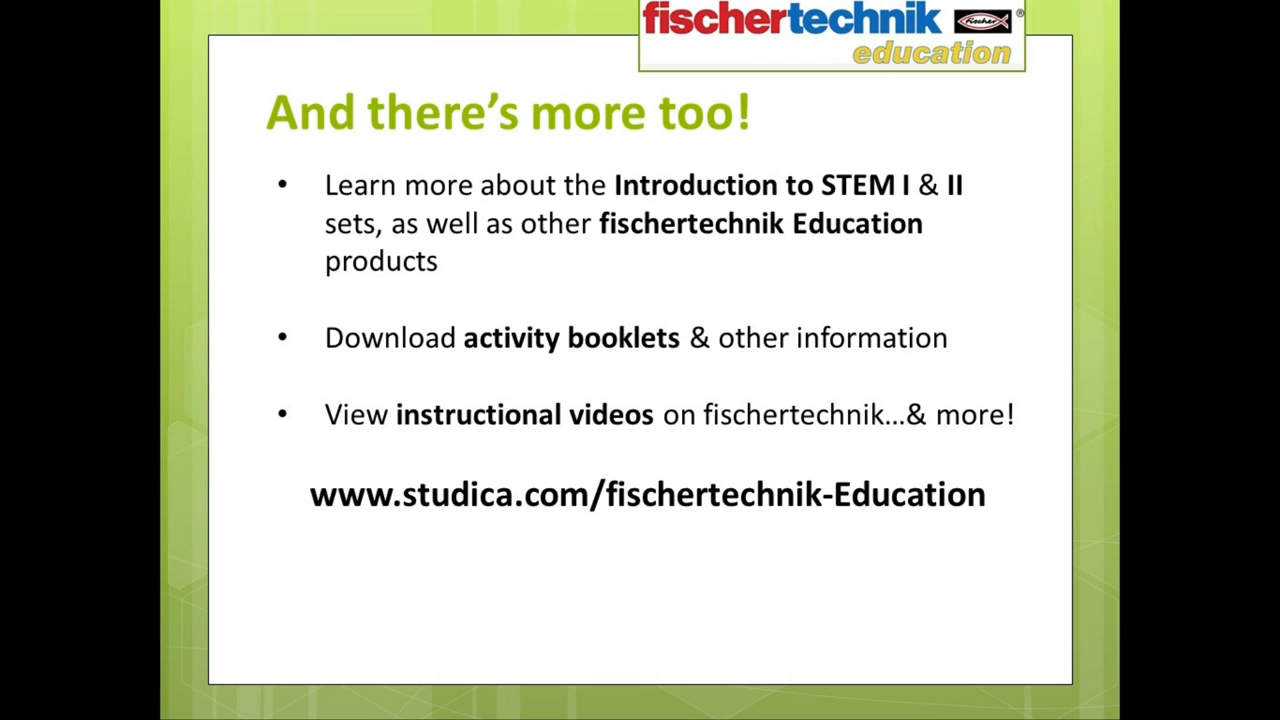 fischertechnik fischer ®
education
And there’s more too!
• Learn more about the Introduction to STEM I & II
sets, as well as other fischertechnik Education
products
• Download activity booklets & other information
• View instructional videos on fischertechnik…& more!
www.studica.com/fischertechnik-Education